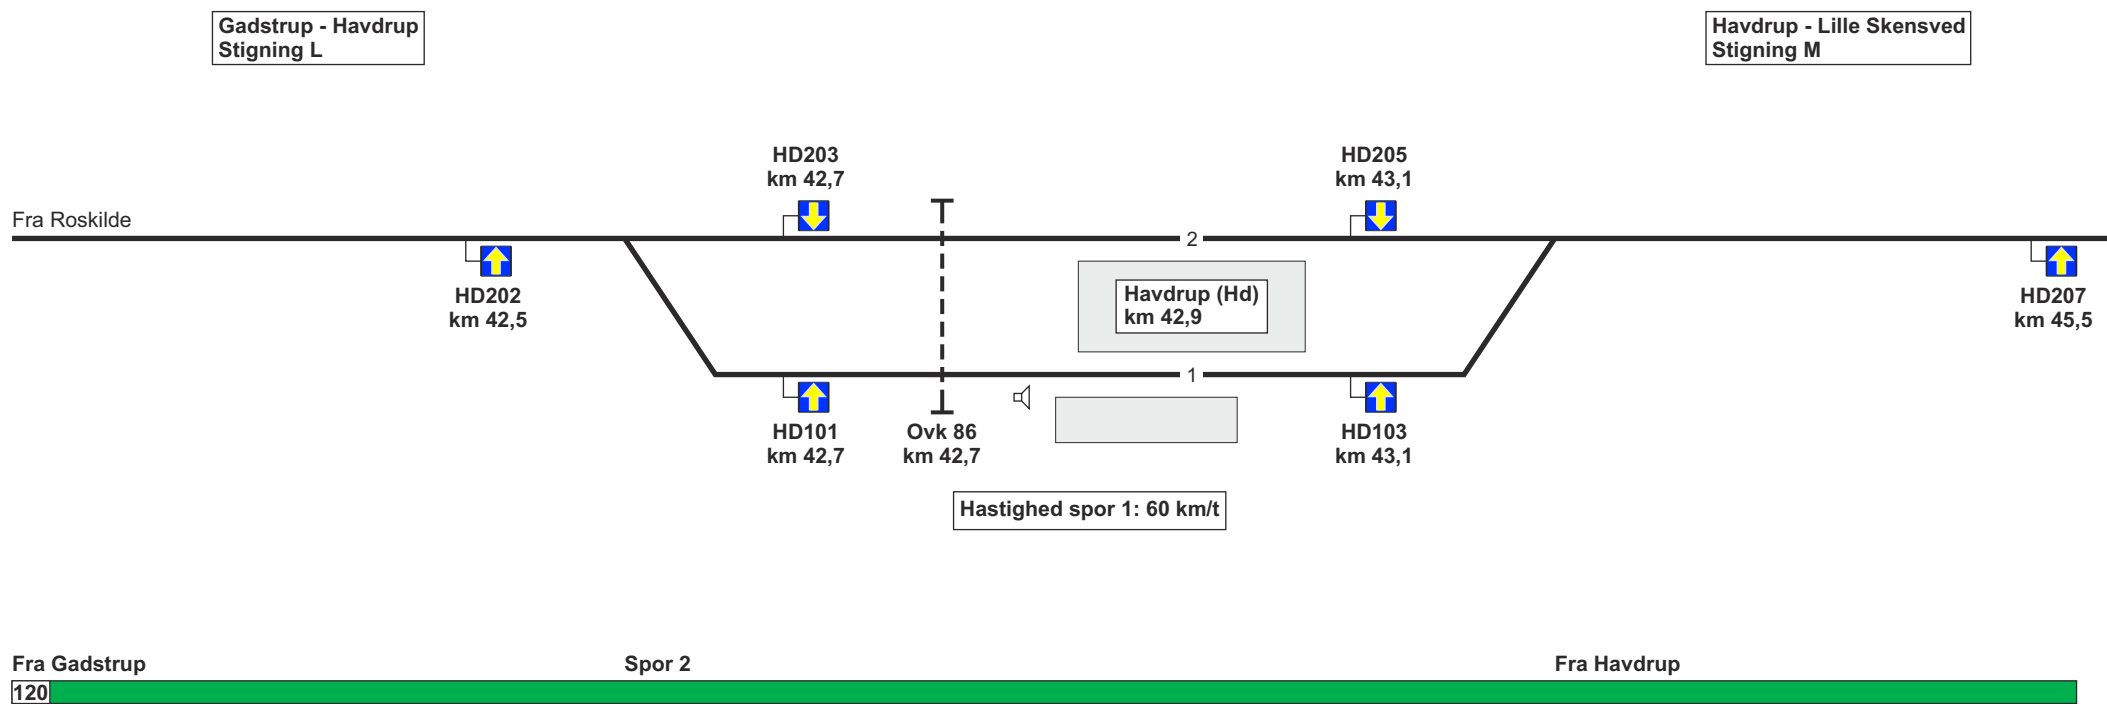 Gadstrup - Havdrup
Stigning L
Havdrup - Lille Skensved
Stigning M
HD203
km 42,7
HD205
km 43,1
Fra Roskilde
2
HD202
km 42,5
Havdrup (Hd)
km 42,9
HD207
km 45,5
1
HD101
km 42,7
Ovk 86
km 42,7
HD103
km 43,1
Hastighed spor 1: 60 km/t
Fra Gadstrup
Spor 2
Fra Havdrup
120